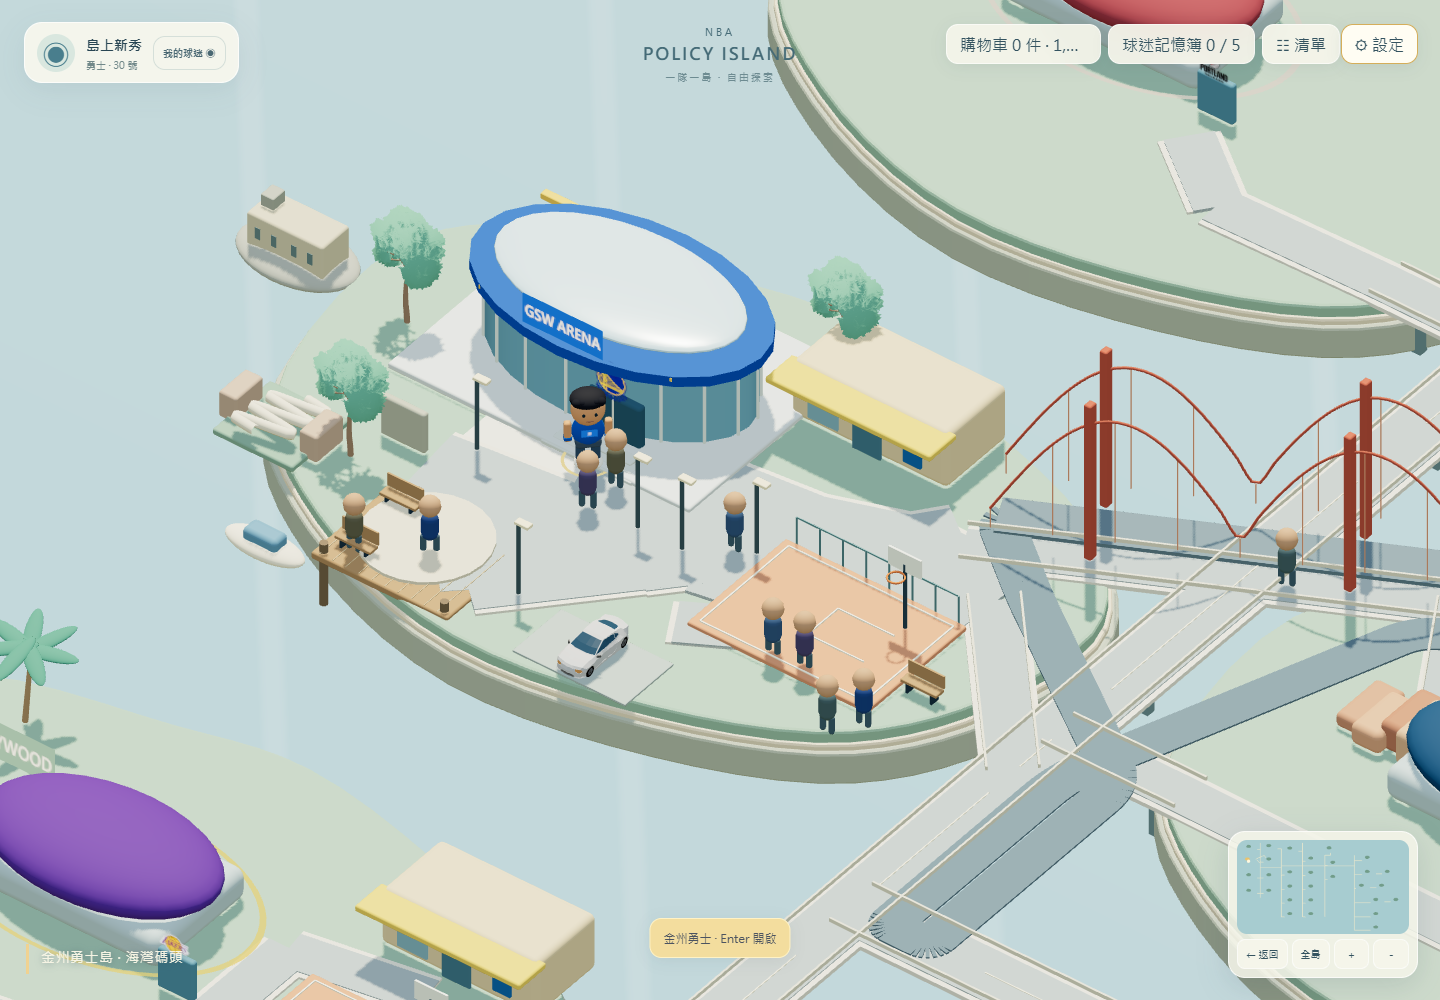 島上新秀
勇士 · 30 號
我的球迷 ◉
NBA
POLICY ISLAND
一隊一島 · 自由探索
購物車 0 件 · 1,...
球迷記憶簿 0 / 5
☷ 清單
⚙ 設定
PORTLAND
GSW ARENA
YWOOD
金州勇士島 · 海灣碼頭
金州勇士 · Enter 開啟
← 返回
全島
+
-